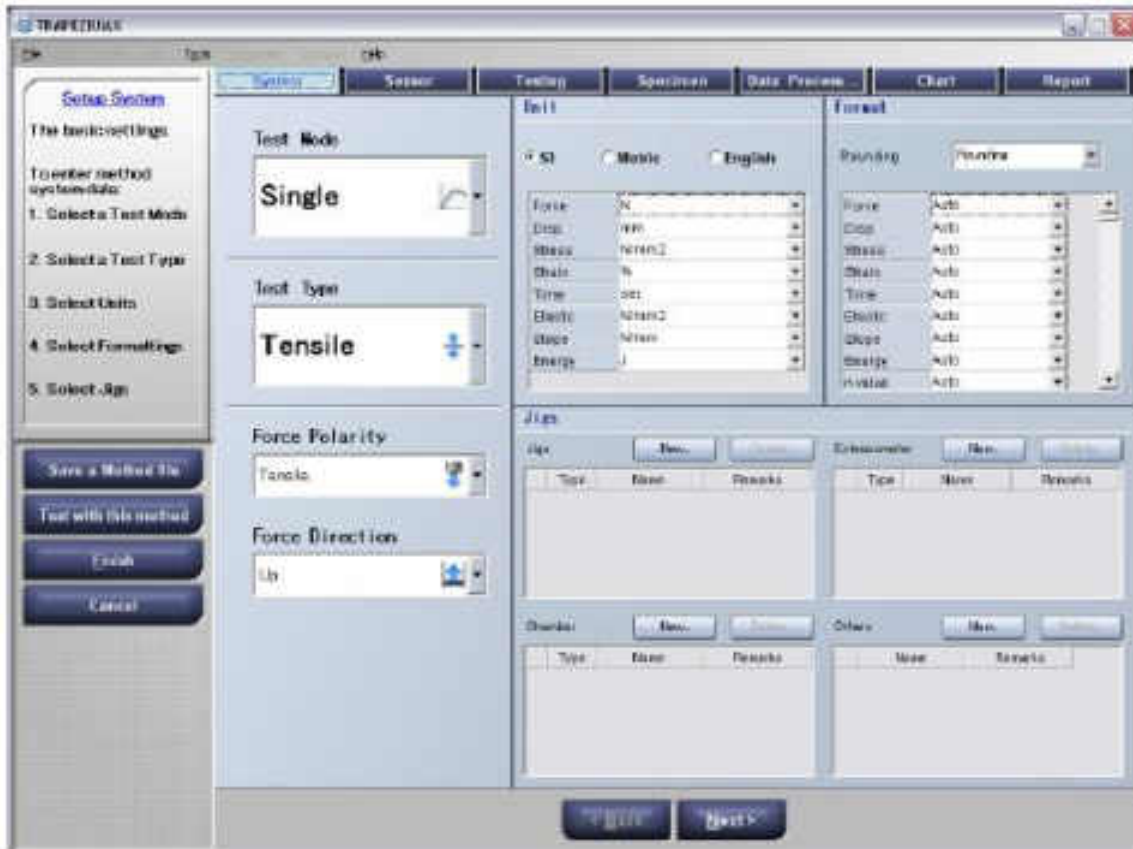 TRAPEZIUMX
File
Tools
Help
System
Sensor
Testing
Specimen
Data Process...
Chart
Report
Setup System
The basic settings.
To enter method
system data:
1. Select a Test Mode
2. Select a Test Type
3. Select Units
4. Select Formattings
5. Select Jigs
Save a Method file
Test with this method
Finish
Cancel
Test Mode
Single
Test Type
Tensile
Force Polarity
Tensile
Force Direction
Up
Unit
SI
Metric
English
Force N
Disp. mm
Stress N/mm2
Strain %
Time sec
Elastic N/mm2
Slope N/mm
Energy J
Format
Rounding Rounding
Force Auto
Disp. Auto
Stress Auto
Strain Auto
Time Auto
Elastic Auto
Slope Auto
Energy Auto
n-value Auto
Jigs
Jigs New...
Type Name Remarks
Extensometer New...
Type Name Remarks
Chamber New...
Type Name Remarks
Others New...
Name Remarks
< Back
Next >